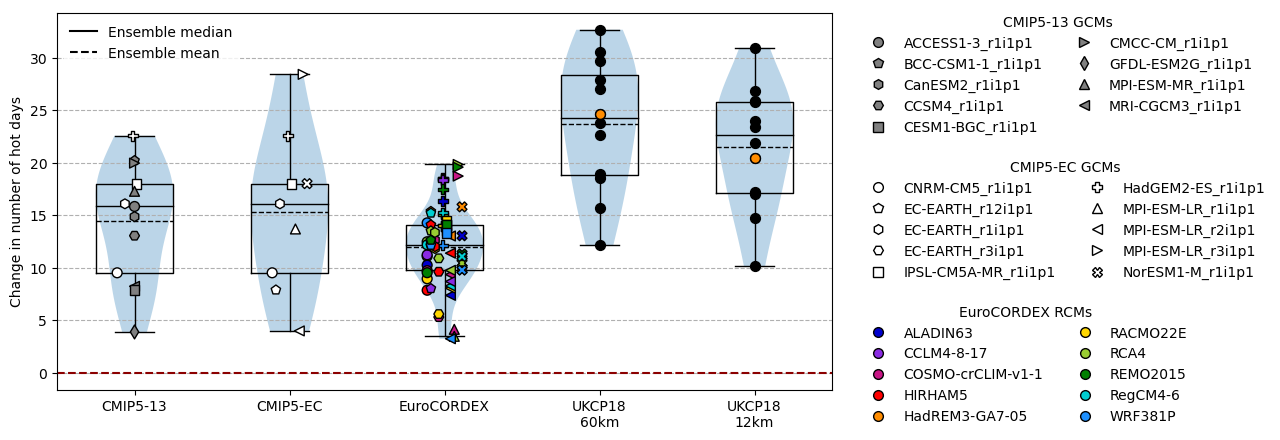 Change in number of hot days
30
25
20
15
10
5
0
Ensemble median
Ensemble mean
CMIP5-13
CMIP5-EC
EuroCORDEX
UKCP18
60km
UKCP18
12km
CMIP5-13 GCMs
ACCESS1-3_r1i1p1
BCC-CSM1-1_r1i1p1
CanESM2_r1i1p1
CCSM4_r1i1p1
CESM1-BGC_r1i1p1
CMCC-CM_r1i1p1
GFDL-ESM2G_r1i1p1
MPI-ESM-MR_r1i1p1
MRI-CGCM3_r1i1p1
CMIP5-EC GCMs
CNRM-CM5_r1i1p1
EC-EARTH_r12i1p1
EC-EARTH_r1i1p1
EC-EARTH_r3i1p1
IPSL-CM5A-MR_r1i1p1
HadGEM2-ES_r1i1p1
MPI-ESM-LR_r1i1p1
MPI-ESM-LR_r2i1p1
MPI-ESM-LR_r3i1p1
NorESM1-M_r1i1p1
EuroCORDEX RCMs
ALADIN63
CCLM4-8-17
COSMO-crCLIM-v1-1
HIRHAM5
HadREM3-GA7-05
RACMO22E
RCA4
REMO2015
RegCM4-6
WRF381P